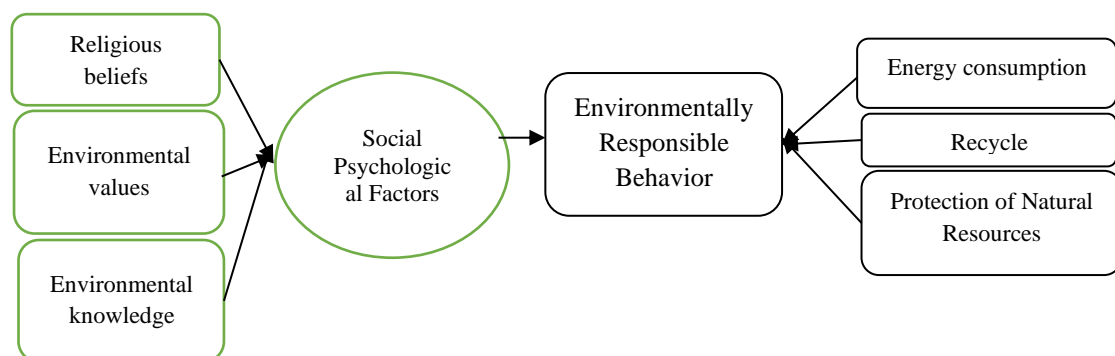 Religious
beliefs
Environmental
values
Environmental
knowledge
Social
Psychologic
al Factors
Environmentally
Responsible
Behavior
Energy consumption
Recycle
Protection of Natural
Resources